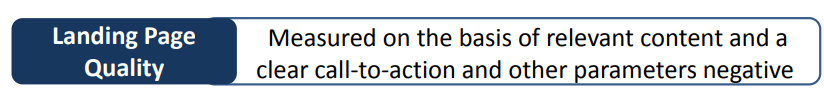 Landing Page
Quality
Measured on the basis of relevant content and a
clear call-to-action and other parameters negative